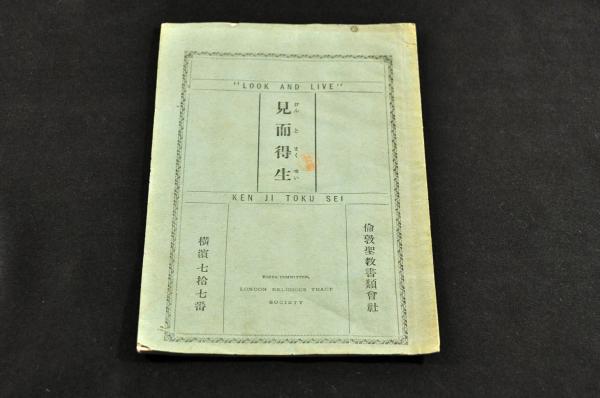 "LOOK AND LIVE"
見而得生
KEN JI TOKU SEI
倫敦聖教書類會社
LONDON RELIGIOUS TRACT
SOCIETY
橫濱七拾七番